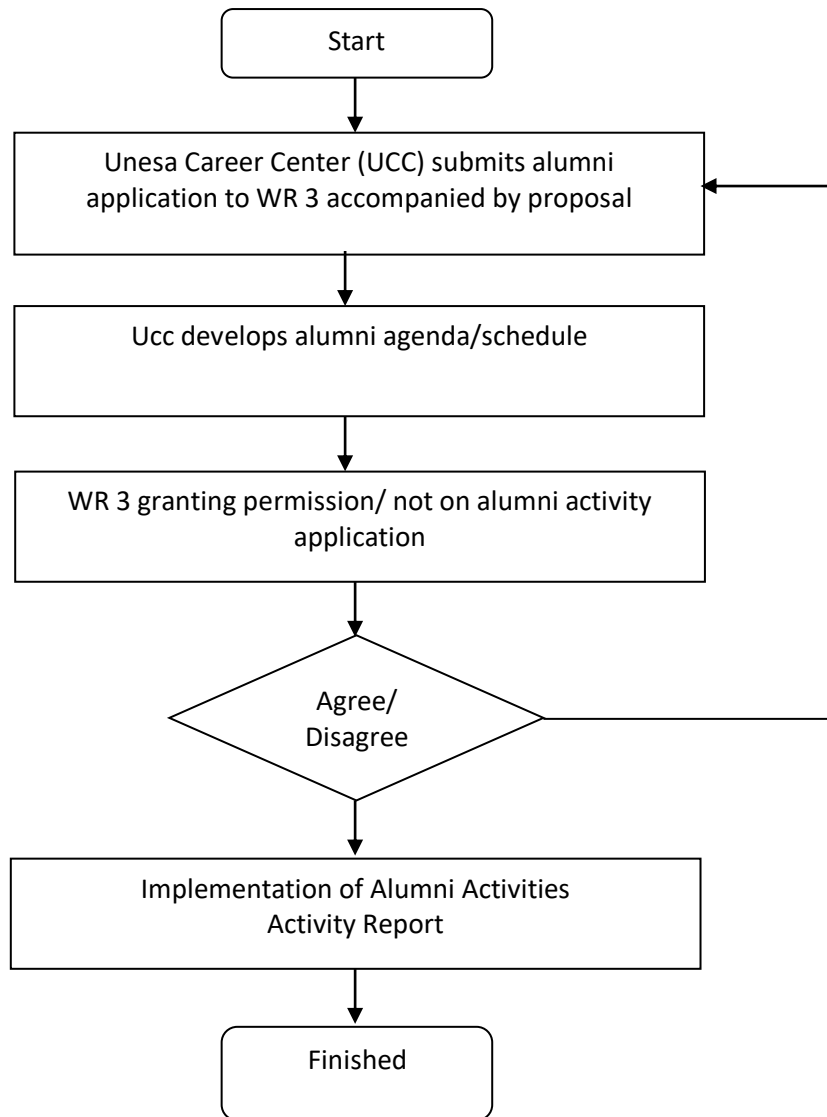 Start
Unesa Career Center (UCC) submits alumni
application to WR 3 accompanied by proposal
Ucc develops alumni agenda/schedule
WR 3 granting permission/ not on alumni activity
application
Agree/
Disagree
Implementation of Alumni Activities
Activity Report
Finished